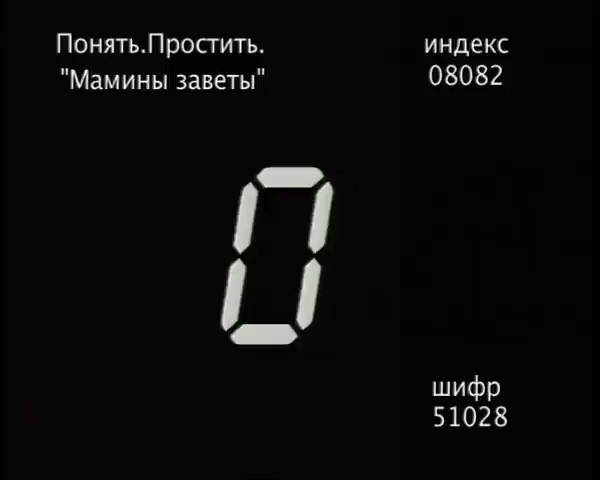 Понять.Простить.
"Мамины заветы"
индекс
08082
0
шифр
51028